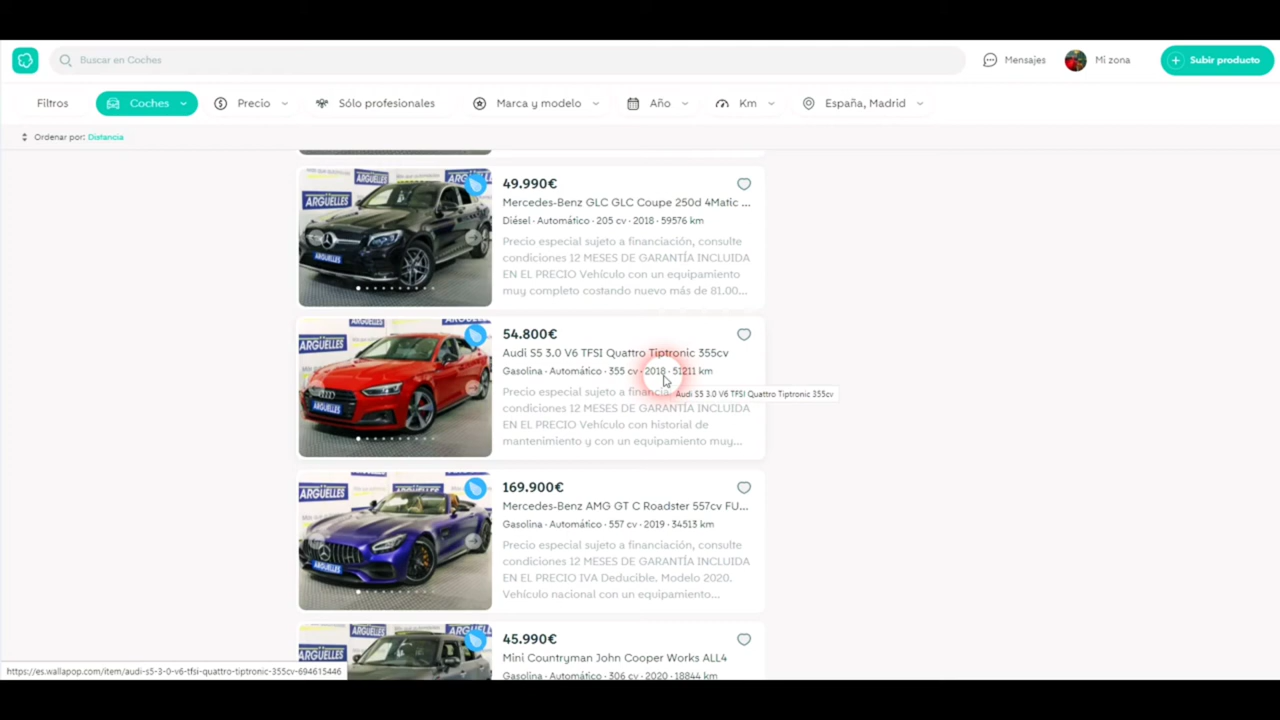 Buscar en Coches
Mensajes
Mi zona
Subir producto
Filtros
Coches
Precio
Sólo profesionales
Marca y modelo
Año
Km
España, Madrid
Ordenar por: Distancia
ARGÜELLES
ARGÜELLES
49.990€
Mercedes-Benz GLC GLC Coupe 250d 4Matic ...
Diésel · Automático · 205 cv · 2018 · 59576 km
Precio especial sujeto a financiación, consulte
condiciones 12 MESES DE GARANTÍA INCLUIDA
EN EL PRECIO Vehículo con un equipamiento
muy completo costando nuevo más de 81.00...
ARGÜELLES
ARGÜELLES
54.800€
Audi S5 3.0 V6 TFSI Quattro Tiptronic 355cv
Gasolina · Automático · 355 cv · 2018 · 51211 km
Precio especial sujeto a financia
Audi S5 3.0 V6 TFSI Quattro Tiptronic 355cv
condiciones 12 MESES DE GARANTÍA INCLUIDA
EN EL PRECIO Vehículo con historial de
mantenimiento y con un equipamiento muy...
ARGÜELLES
ARGÜELLES
169.900€
Mercedes-Benz AMG GT C Roadster 557cv FU...
Gasolina · Automático · 557 cv · 2019 · 34513 km
Precio especial sujeto a financiación, consulte
condiciones 12 MESES DE GARANTÍA INCLUIDA
EN EL PRECIO IVA Deducible. Modelo 2020.
Vehículo nacional con un equipamiento...
ARGÜELLES
ARGÜELLES
45.990€
Mini Countryman John Cooper Works ALL4
Gasolina · Automático · 306 cv · 2020 · 18844 km
https://es.wallapop.com/item/audi-s5-3-0-v6-tfsi-quattro-tiptronic-355cv-694615446